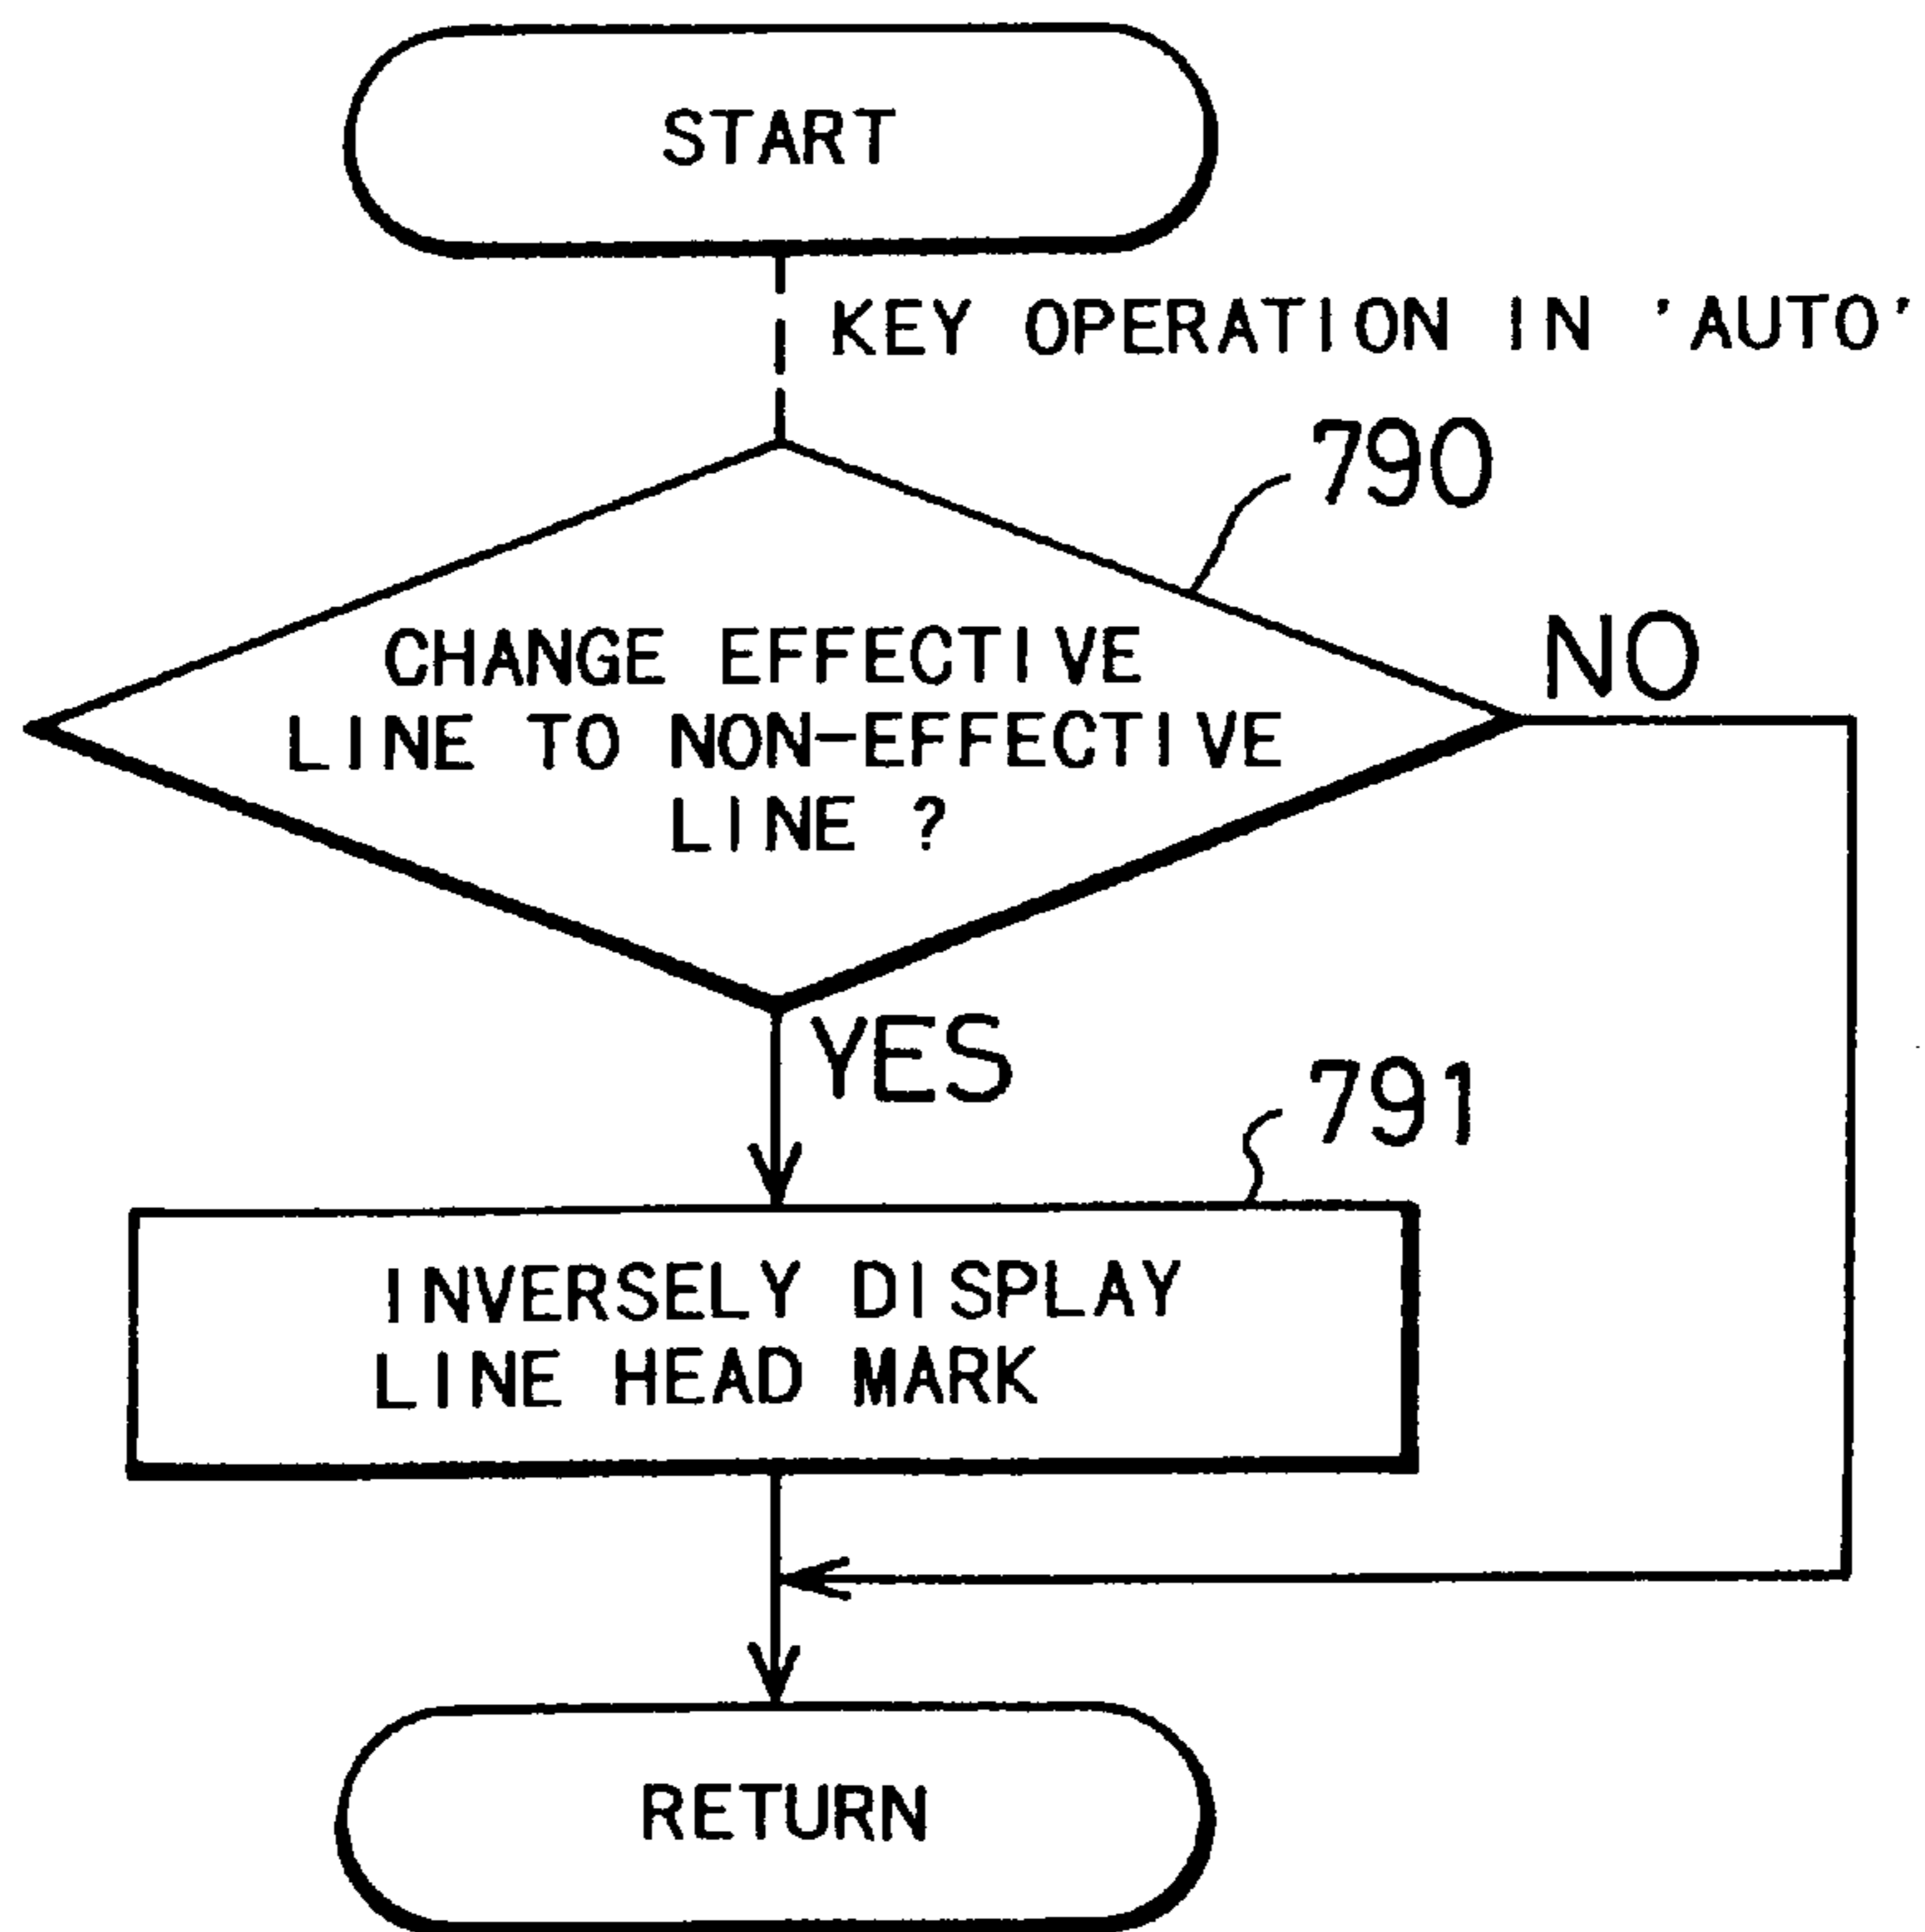 START
KEY OPERATION IN 'AUTO'
790
CHANGE EFFECTIVE
LINE TO NON-EFFECTIVE
LINE ?
NO
YES
791
INVERSELY DISPLAY
LINE HEAD MARK
RETURN